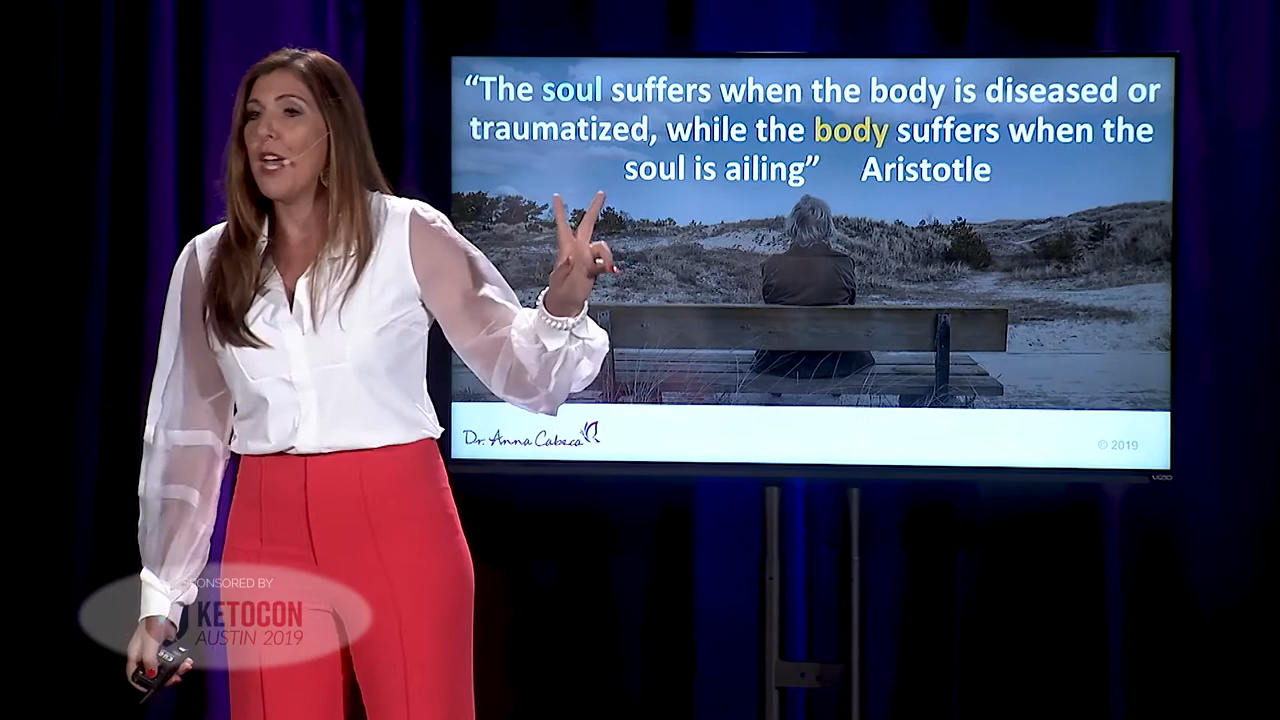 “The soul suffers when the body is diseased or
traumatized, while the body suffers when the
soul is ailing” Aristotle
Dr. Anna Cabeca
© 2019
VIZIO
SPONSORED BY
KETOCON
AUSTIN 2019